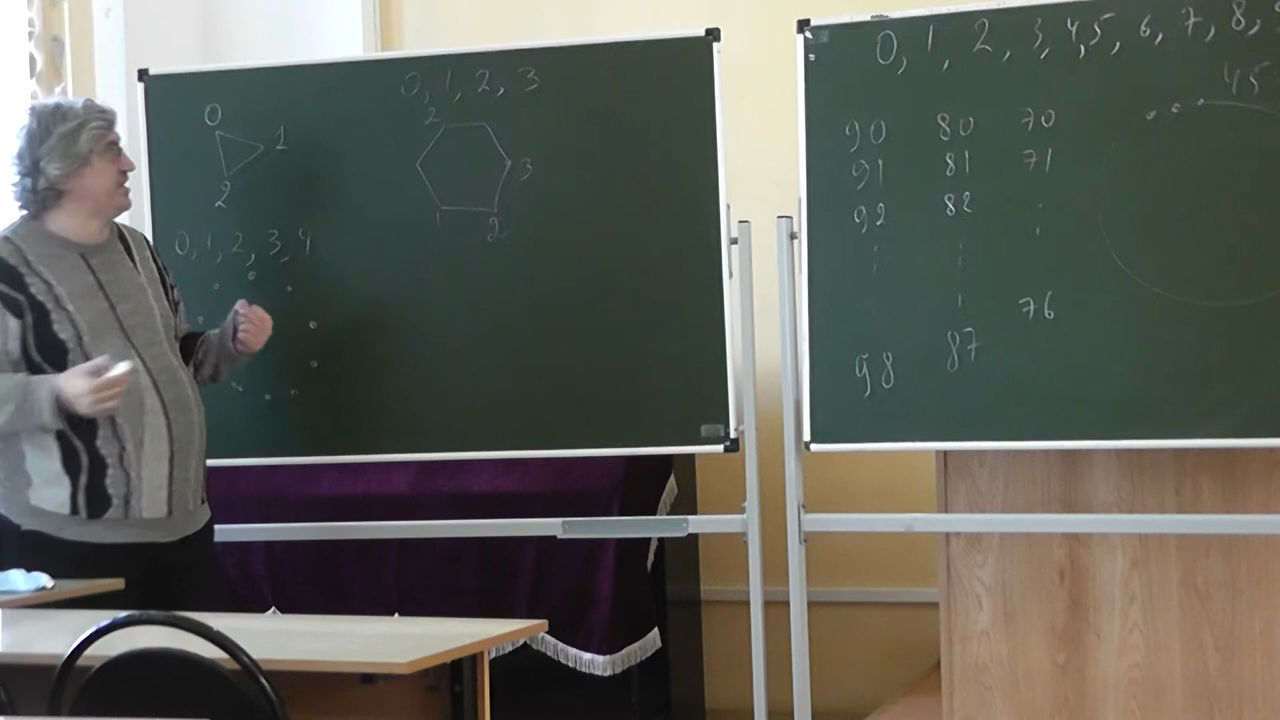 0
1
2
0, 1, 2, 3, 4
0, 1, 2, 3
2
3
1
2
0, 1, 2, 3, 4, 5, 6, 7, 8,
45
90 80 70
91 81 71
92 82
76
87
98